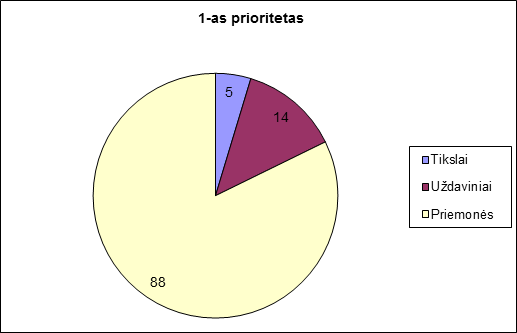 1-as prioritetas
5
14
88
Tikslai
Uždaviniai
Priemonės